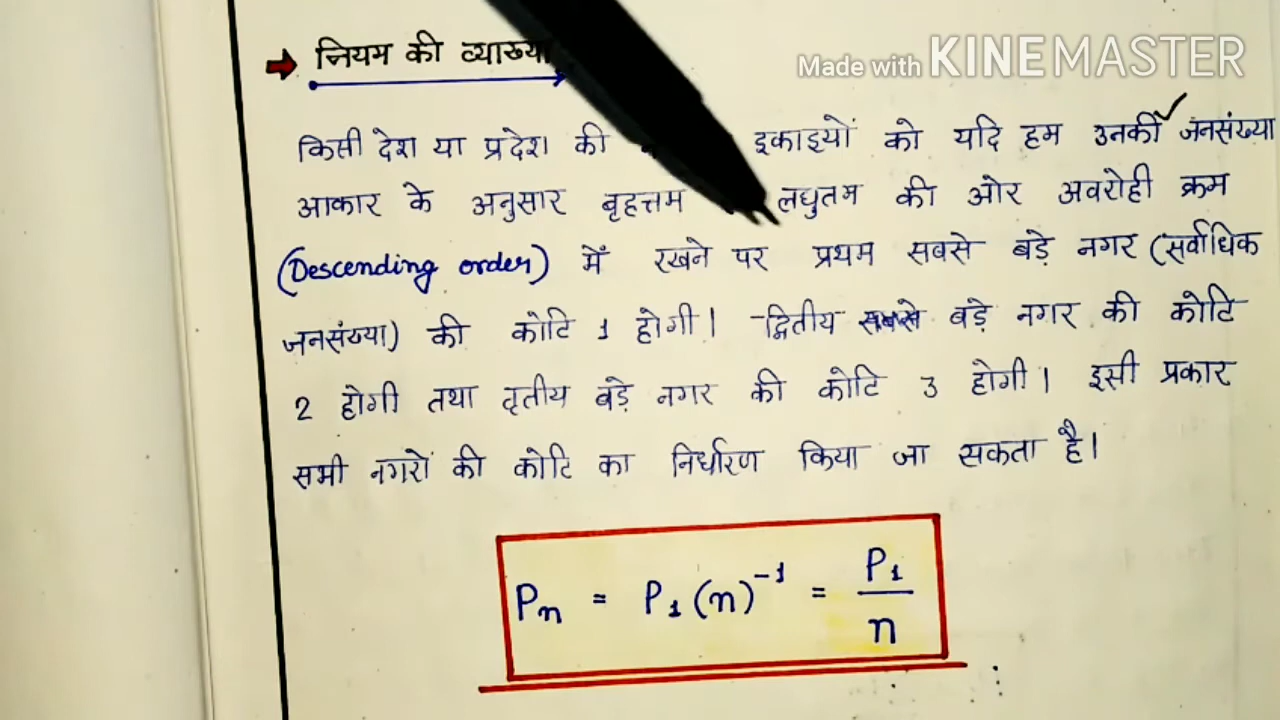 Made with KINEMASTER
नियम की व्याख्या
किसी देश या प्रदेश की इकाइयों को यदि हम उनकी जनसंख्या
आकार के अनुसार बृहत्तम लघुतम की ओर अवरोही क्रम
(Descending order) में रखने पर प्रथम सबसे बड़े नगर (सर्वाधिक
जनसंख्या) की कोटि 1 होगी। द्वितीय सबसे बड़े नगर की कोटि
2 होगी तथा तृतीय बड़े नगर की कोटि 3 होगी। इसी प्रकार
सभी नगरों की कोटि का निर्धारण किया जा सकता है।
Pₙ = P₁(n)⁻¹ = P₁/n